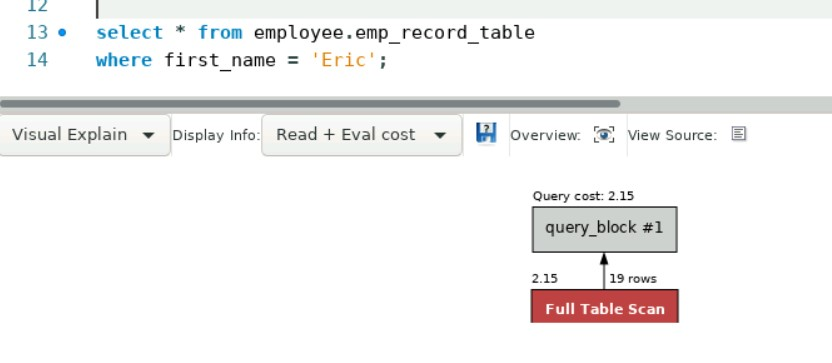 12
13 select * from employee.emp_record_table
14 where first_name = 'Eric';
Visual Explain Display Info: Read + Eval cost Overview: View Source:
Query cost: 2.15
query_block #1
2.15 19 rows
Full Table Scan